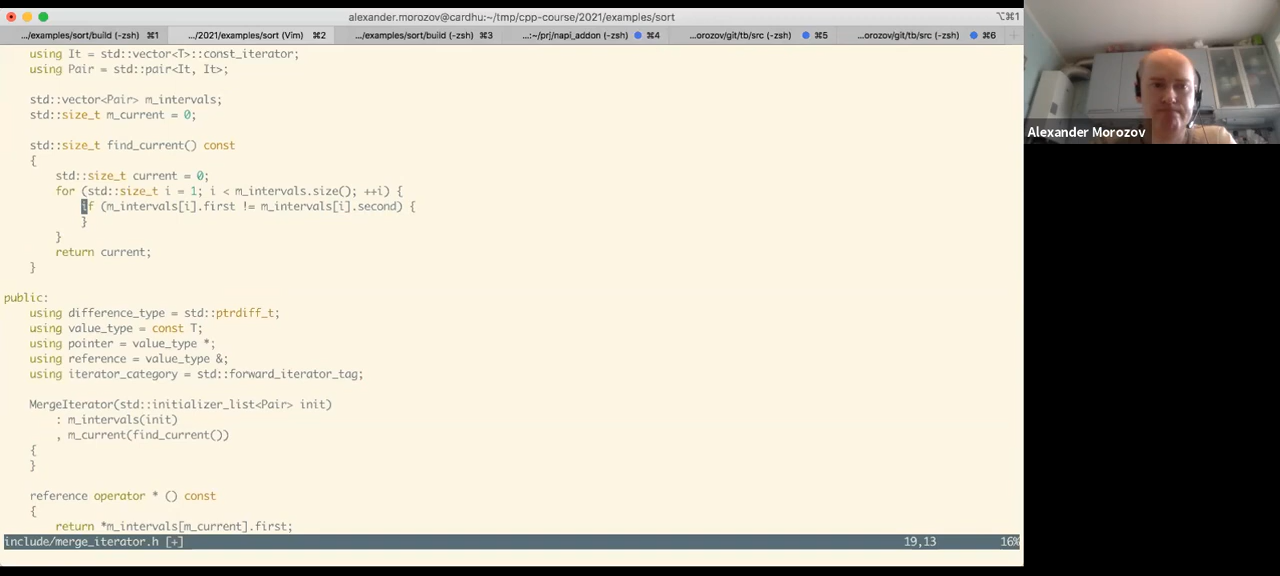 alexander.morozov@cardhu:~/tmp/cpp-course/2021/examples/sort
⌥⌘1
.../examples/sort/build (-zsh) ⌘1
.../2021/examples/sort (Vim) ⌘2
.../examples/sort/build (-zsh) ⌘3
...:~/prj/napi_addon (-zsh) ⌘4
...orozov/git/tb/src (-zsh) ⌘5
...orozov/git/tb/src (-zsh) ⌘6
using It = std::vector<T>::const_iterator;
using Pair = std::pair<It, It>;
std::vector<Pair> m_intervals;
std::size_t m_current = 0;
std::size_t find_current() const
{
std::size_t current = 0;
for (std::size_t i = 1; i < m_intervals.size(); ++i) {
if (m_intervals[i].first != m_intervals[i].second) {
}
}
return current;
}
public:
using difference_type = std::ptrdiff_t;
using value_type = const T;
using pointer = value_type *;
using reference = value_type &;
using iterator_category = std::forward_iterator_tag;
MergeIterator(std::initializer_list<Pair> init)
: m_intervals(init)
, m_current(find_current())
{
}
reference operator * () const
{
return *m_intervals[m_current].first;
include/merge_iterator.h [+] 19,13 16%
Alexander Morozov